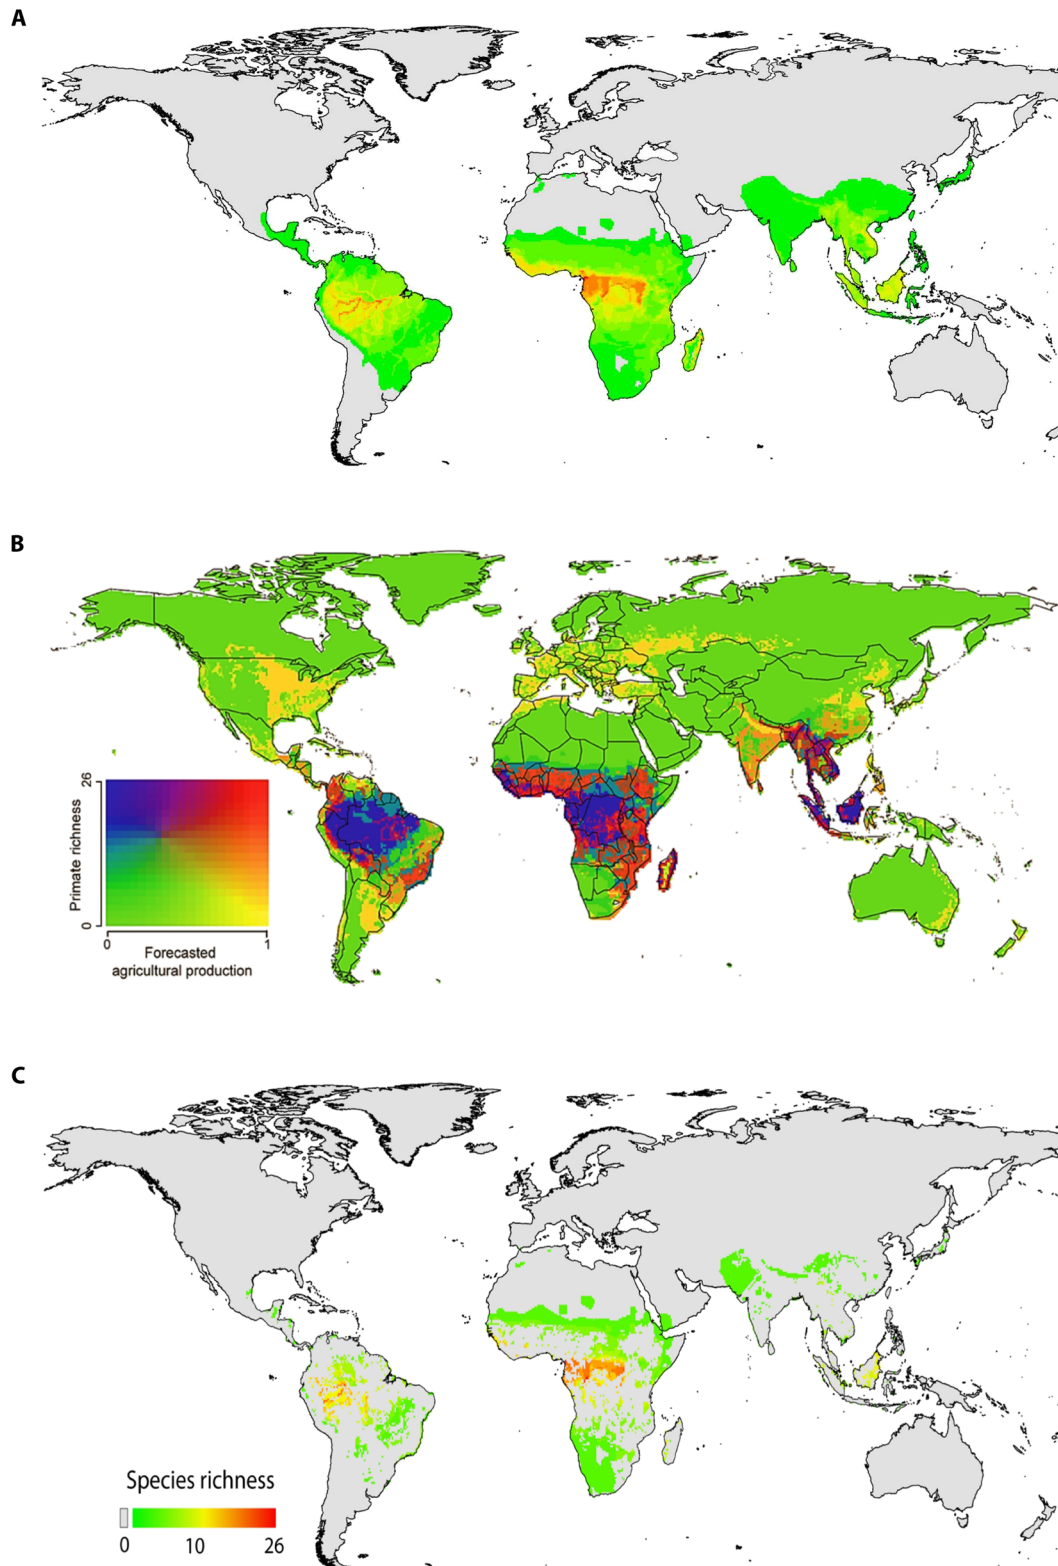 A
B
26
Primate richness
0
0
1
Forecasted
agricultural production
C
Species richness
0
10
26